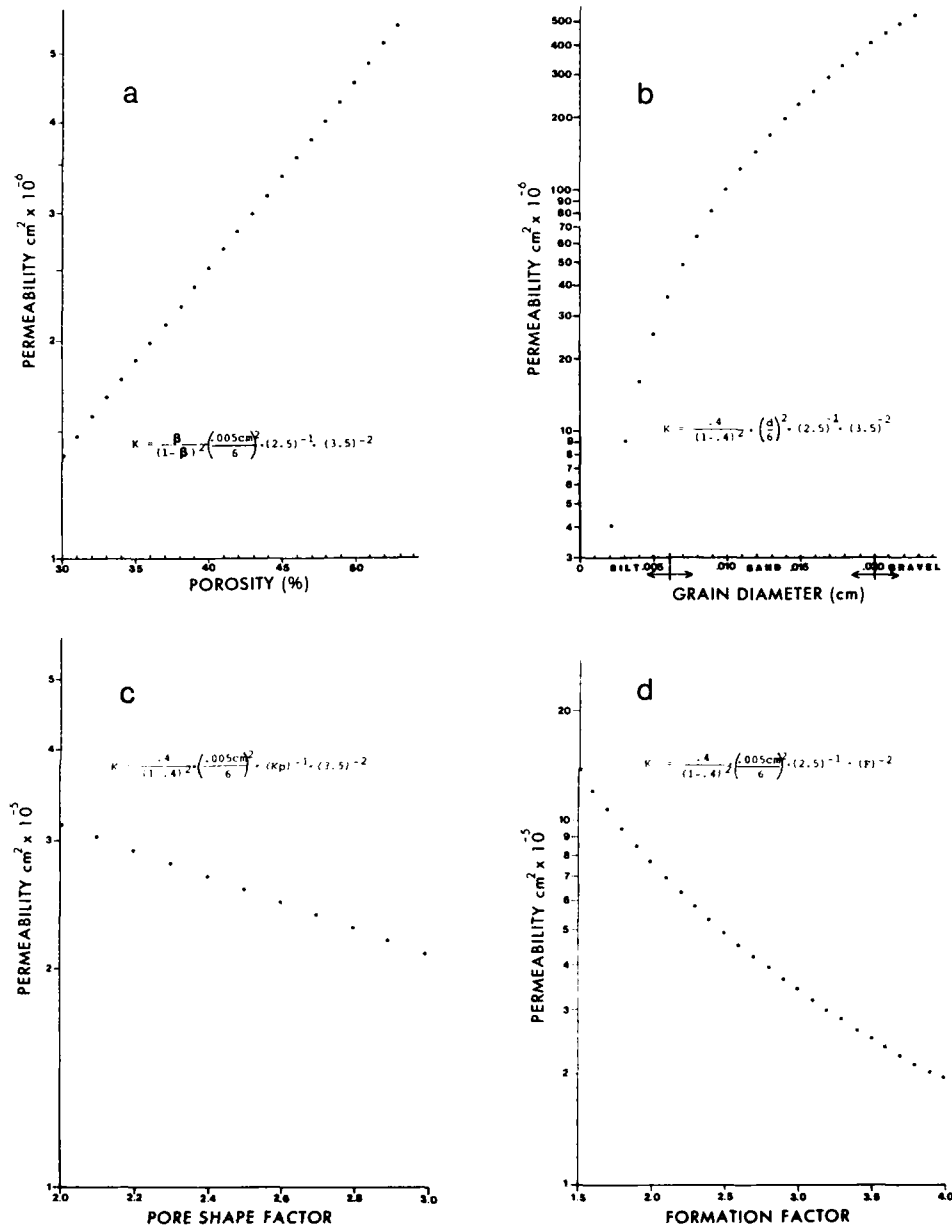 a
5
4
3
2
1
PERMEABILITY cm² x 10⁻⁶
K = β/(1-β)² (.005cm/6)² · (2.5)⁻¹ · (3.5)⁻²
30 35 40 45 50
POROSITY (%)
b
500
400
300
200
100
90
80
70
60
50
40
30
20
10
9
8
7
6
5
4
3
PERMEABILITY cm² x 10⁻⁶
K = .4/(1-.4)² · (d/6)² · (2.5)⁻¹ · (3.5)⁻²
0 SILT .005 .010 SAND .015 GRAVEL
GRAIN DIAMETER (cm)
c
5
4
3
2
1
PERMEABILITY cm² x 10⁻⁵
K = .4/(1-.4)² · (.005cm/6)² · (Kp)⁻¹ · (3.5)⁻²
2.0 2.2 2.4 2.6 2.8 3.0
PORE SHAPE FACTOR
d
20
10
9
8
7
6
5
4
3
2
1
PERMEABILITY cm² x 10⁻⁵
K = .4/(1-.4)² · (.005cm/6)² · (2.5)⁻¹ · (F)⁻²
1.5 2.0 2.5 3.0 3.5 4.0
FORMATION FACTOR